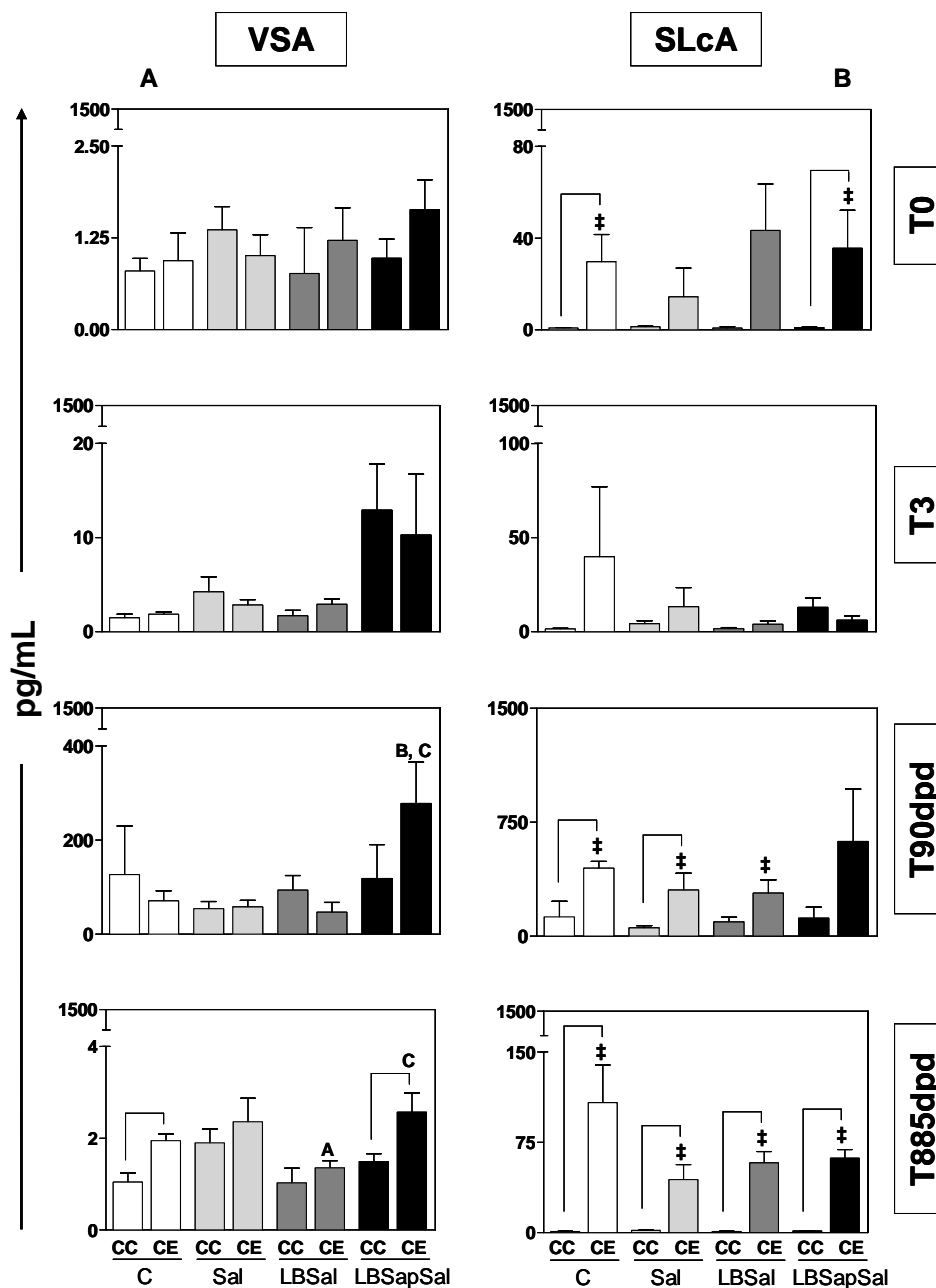 VSA SLcA
A B
1500 1500
2.50 80
‡ ‡
1.25 40
0.00 0
T0
1500 1500
20 100
10 50
0 0
T3
pg/mL
1500 1500
400
B, C
200 750
‡ ‡ ‡
0 0
T90dpd
1500 1500
4 150
C ‡
2 75
A ‡ ‡ ‡
0 0
T885dpd
CC CE CC CE CC CE CC CE CC CE CC CE CC CE CC CE
C Sal LBSal LBSapSal C Sal LBSal LBSapSal